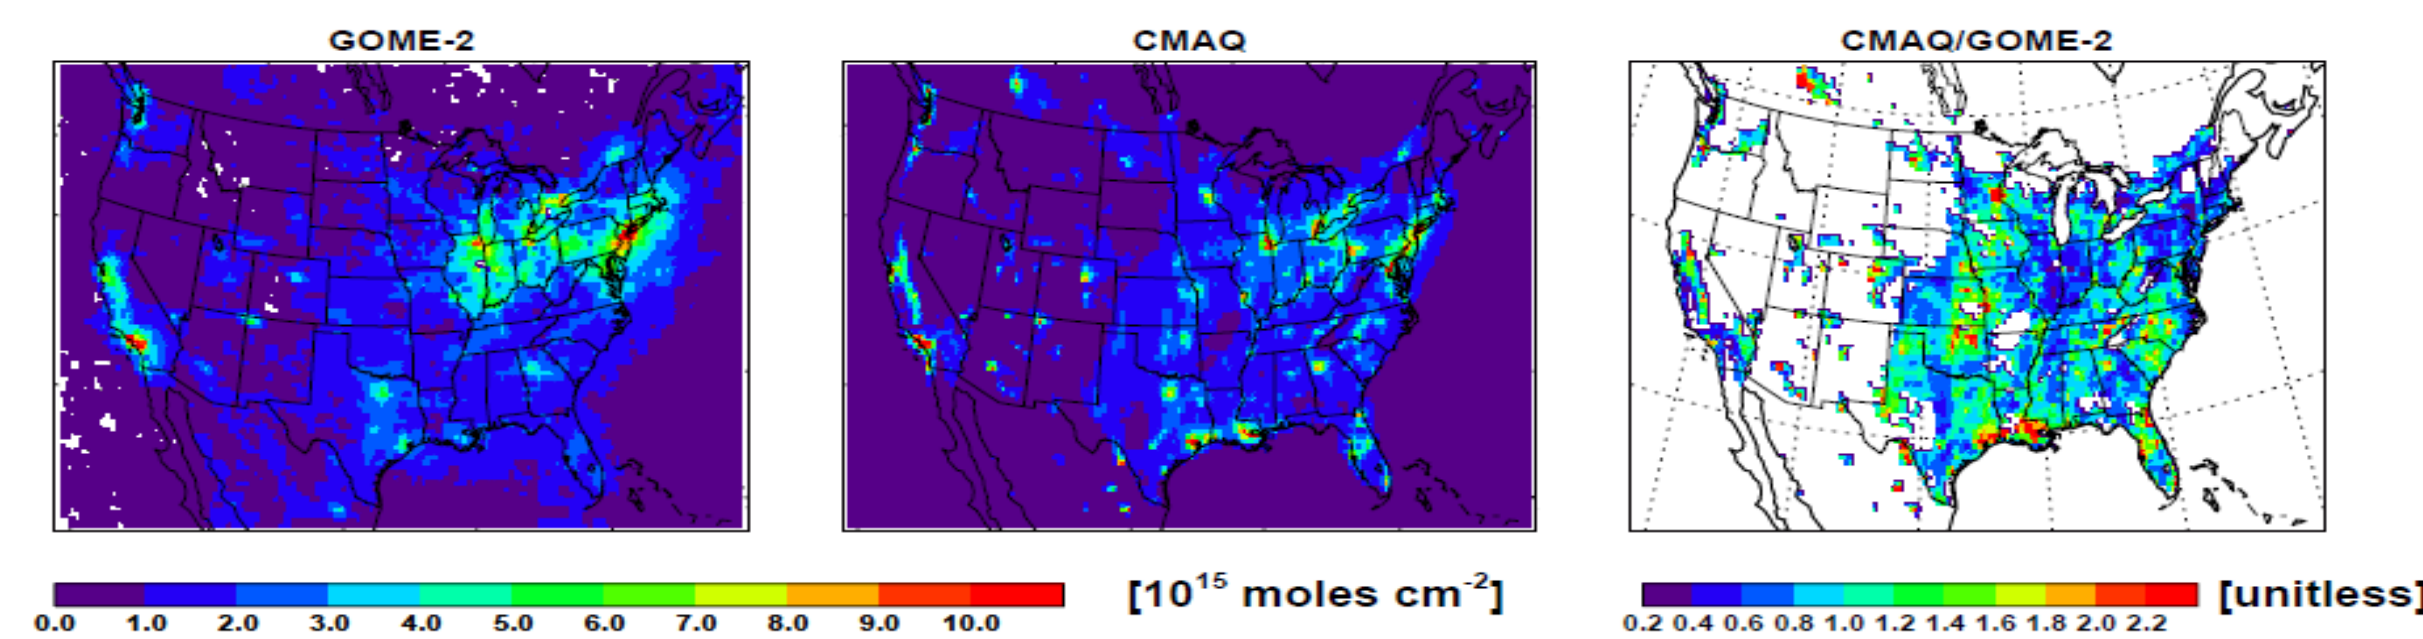 GOME-2 CMAQ CMAQ/GOME-2
0.0 1.0 2.0 3.0 4.0 5.0 6.0 7.0 8.0 9.0 10.0
[10¹⁵ moles cm⁻²]
0.2 0.4 0.6 0.8 1.0 1.2 1.4 1.6 1.8 2.0 2.2
[unitless]